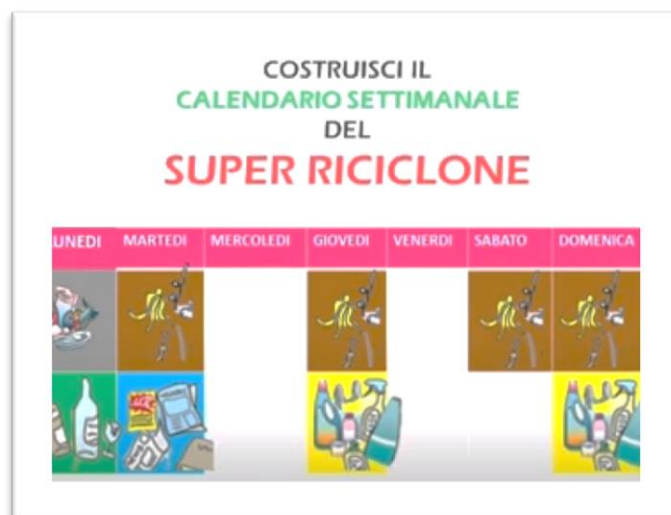 COSTRUISCI IL
CALENDARIO SETTIMANALE
DEL
SUPER RICICLONE
UNEDI MARTEDI MERCOLEDI GIOVEDI VENERDI SABATO DOMENICA